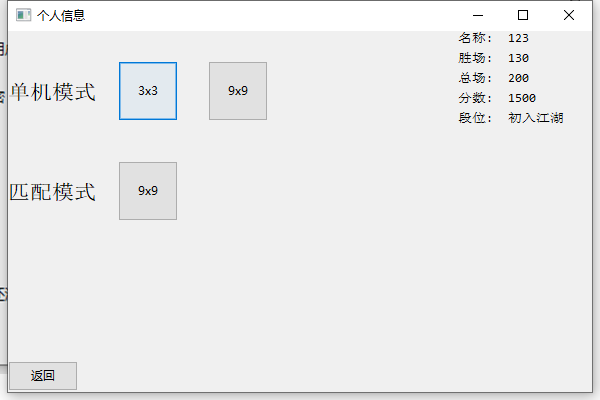 个人信息
名称: 123
胜场: 130
总场: 200
分数: 1500
段位: 初入江湖
单机模式 3x3 9x9
匹配模式 9x9
返回